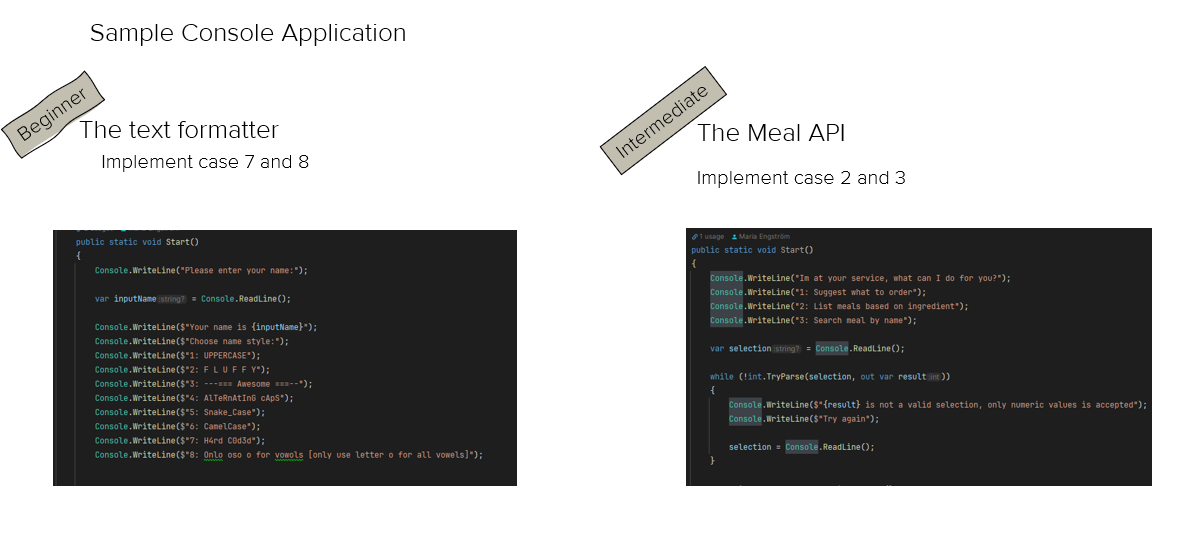 Sample Console Application
Beginner
The text formatter
Implement case 7 and 8
public static void Start()
{
Console.WriteLine("Please enter your name:");
var inputName:string? = Console.ReadLine();
Console.WriteLine($"Your name is {inputName}");
Console.WriteLine($"Choose name style:");
Console.WriteLine($"1: UPPERCASE");
Console.WriteLine($"2: F L U F F Y");
Console.WriteLine($"3: ---=== Awesome ===--");
Console.WriteLine($"4: AlTeRnAtInG cApS");
Console.WriteLine($"5: Snake_Case");
Console.WriteLine($"6: CamelCase");
Console.WriteLine($"7: H4rd C0d3d");
Console.WriteLine($"8: Onlo oso o for vowols [only use letter o for all vowels]");
Intermediate
The Meal API
Implement case 2 and 3
1 usage Maria Engström
public static void Start()
{
Console.WriteLine("Im at your service, what can I do for you?");
Console.WriteLine("1: Suggest what to order");
Console.WriteLine("2: List meals based on ingredient");
Console.WriteLine("3: Search meal by name");
var selection:string? = Console.ReadLine();
while (!int.TryParse(selection, out var result:int))
{
Console.WriteLine($"{result} is not a valid selection, only numeric values is accepted");
Console.WriteLine($"Try again");
selection = Console.ReadLine();
}